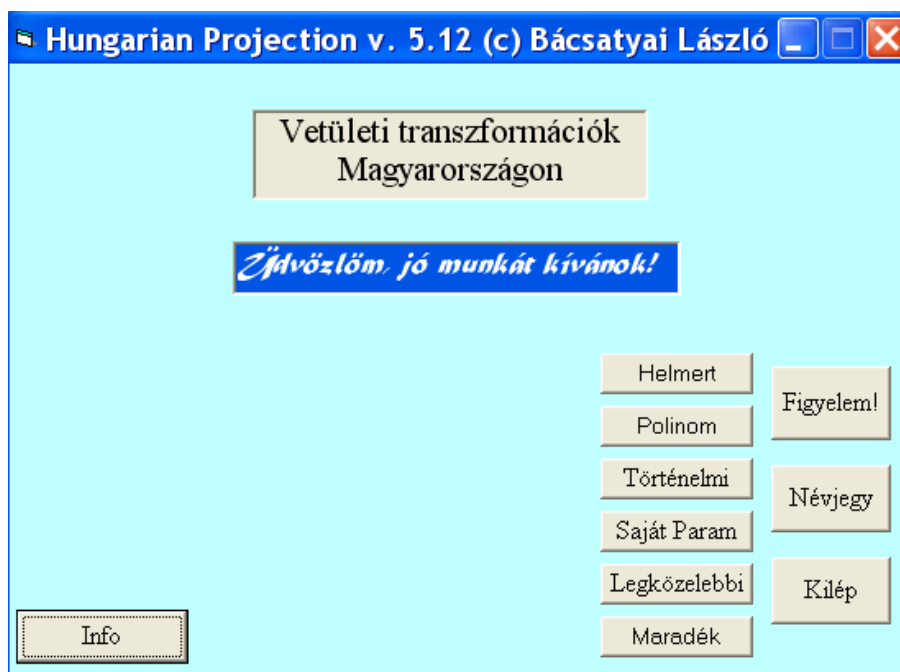 Hungarian Projection v. 5.12 (c) Bácsatyai László
Vetületi transzformációk
Magyarországon
Üdvözlöm, jó munkát kívánok!
Helmert
Polinom
Történelmi
Saját Param
Legközelebbi
Maradék
Figyelem!
Névjegy
Kilép
Info